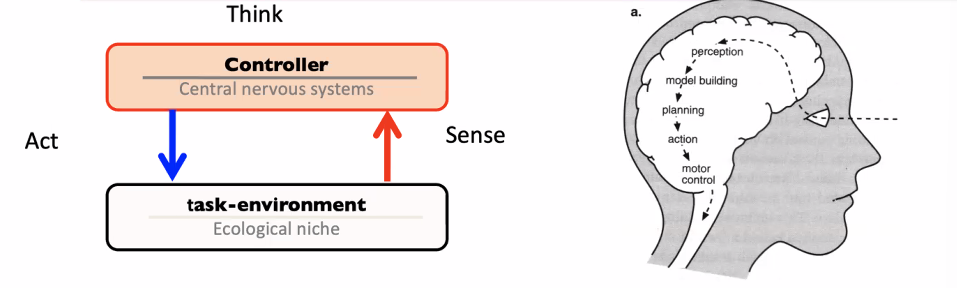 Think
Controller
Central nervous systems
Act
Sense
task-environment
Ecological niche
a.
perception
model building
planning
action
motor
control